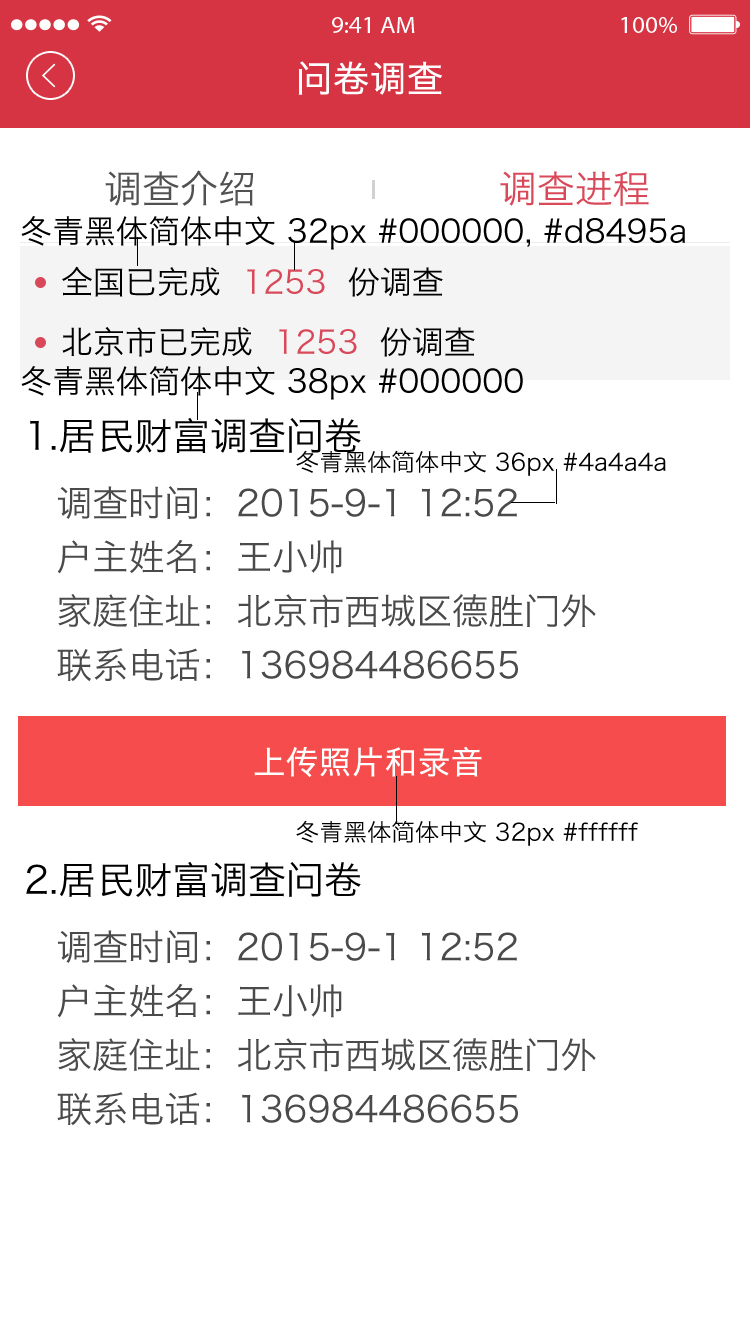 9:41 AM 100%
问卷调查
调查介绍 调查进程
冬青黑体简体中文 32px #000000, #d8495a
全国已完成 1253 份调查
北京市已完成 1253 份调查
冬青黑体简体中文 38px #000000
1.居民财富调查问卷
冬青黑体简体中文 36px #4a4a4a
调查时间：2015-9-1 12:52
户主姓名：王小帅
家庭住址：北京市西城区德胜门外
联系电话：136984486655
上传照片和录音
冬青黑体简体中文 32px #ffffff
2.居民财富调查问卷
调查时间：2015-9-1 12:52
户主姓名：王小帅
家庭住址：北京市西城区德胜门外
联系电话：136984486655